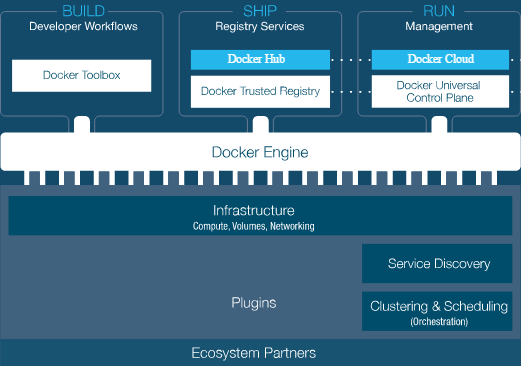 BUILD
Developer Workflows
Docker Toolbox
SHIP
Registry Services
Docker Hub
Docker Trusted Registry
RUN
Management
Docker Cloud
Docker Universal
Control Plane
Docker Engine
Infrastructure
Compute, Volumes, Networking
Service Discovery
Plugins
Clustering & Scheduling
(Orchestration)
Ecosystem Partners